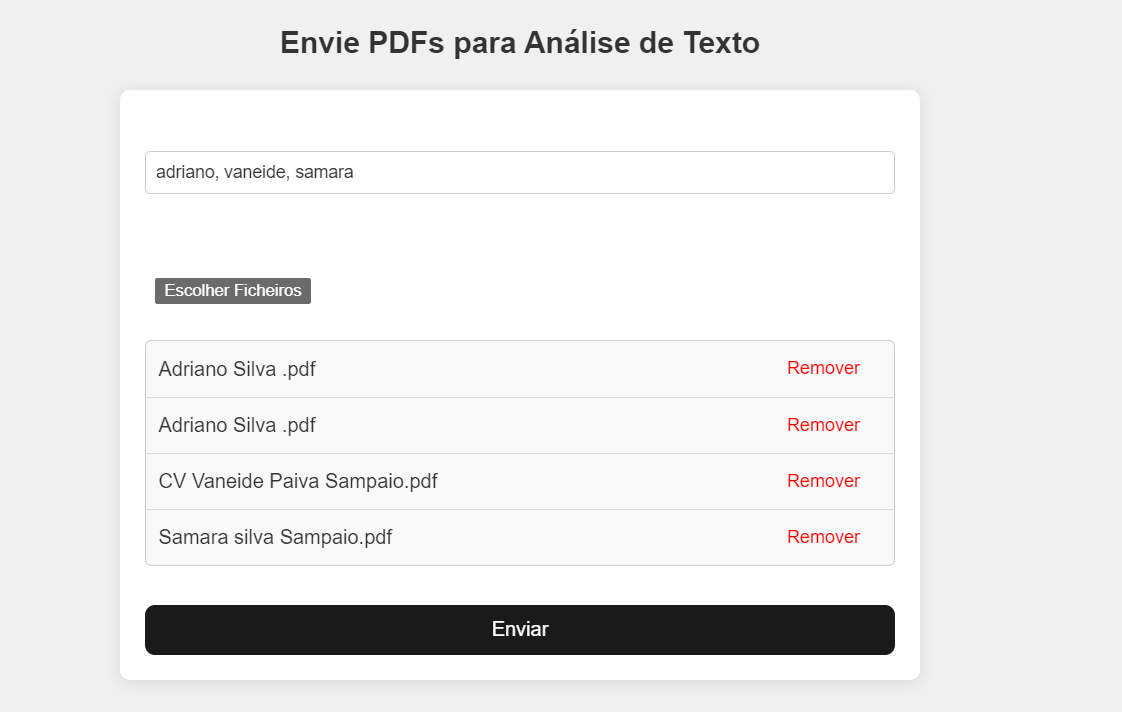 Envie PDFs para Análise de Texto
adriano, vaneide, samara
Escolher Ficheiros
Adriano Silva .pdf Remover
Adriano Silva .pdf Remover
CV Vaneide Paiva Sampaio.pdf Remover
Samara silva Sampaio.pdf Remover
Enviar